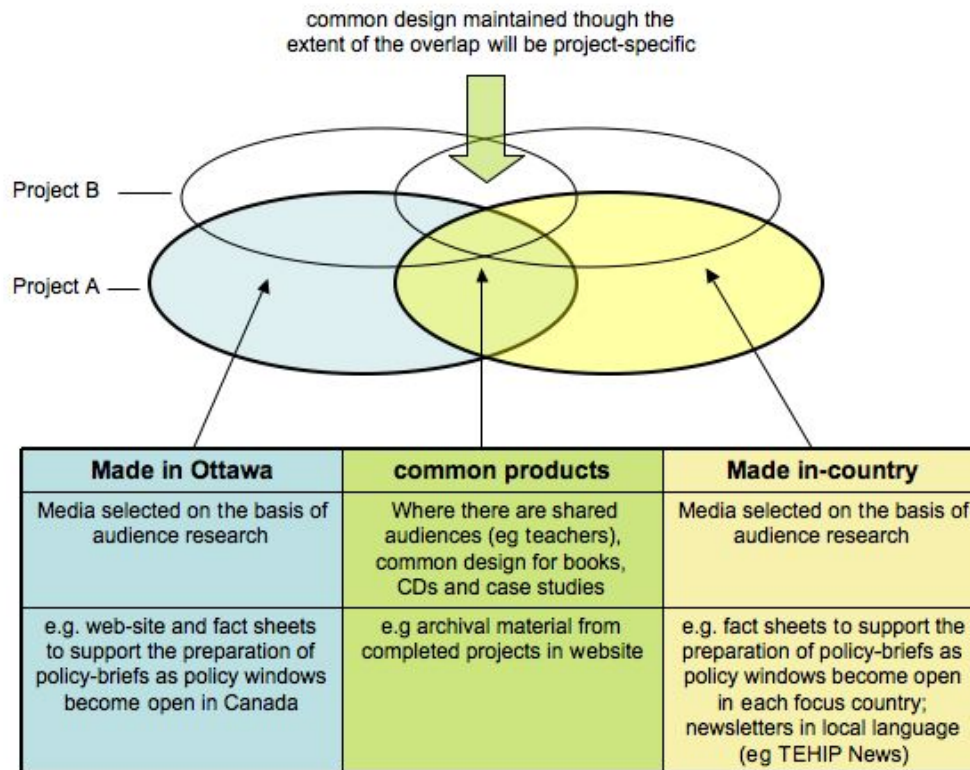 common design maintained though the
extent of the overlap will be project-specific
Project B
Project A
Made in Ottawa
common products
Made in-country
Media selected on the basis of
audience research
Where there are shared
audiences (eg teachers),
common design for books,
CDs and case studies
Media selected on the basis of
audience research
e.g. web-site and fact sheets
to support the preparation of
policy-briefs as policy windows
become open in Canada
e.g archival material from
completed projects in website
e.g. fact sheets to support the
preparation of policy-briefs as
policy windows become open
in each focus country;
newsletters in local language
(eg TEHIP News)